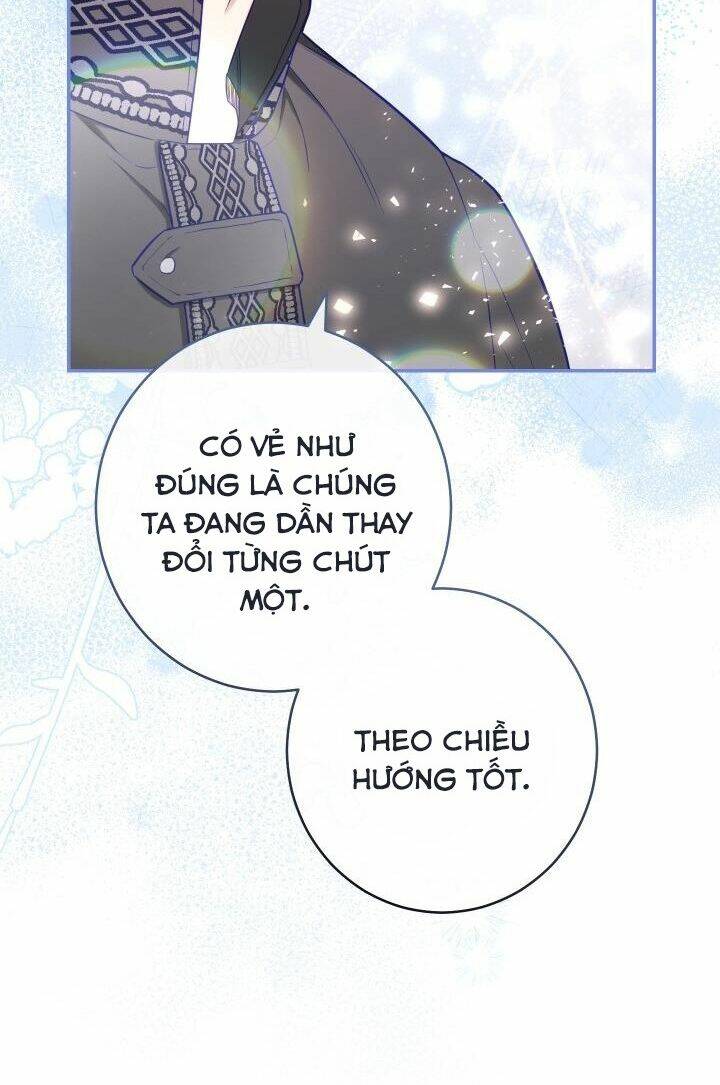 CÓ VẺ NHƯ
ĐÚNG LÀ CHÚNG
TA ĐANG DẦN THAY
ĐỔI TỪNG CHÚT
MỘT.
THEO CHIỀU
HƯỚNG TỐT.